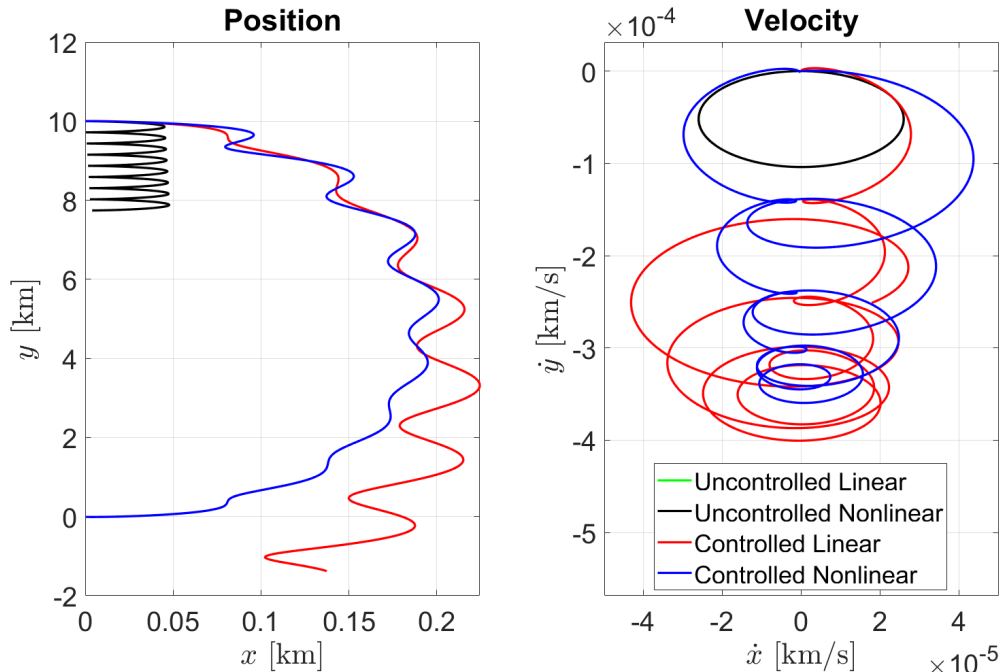 Position
12
10
8
6
4
2
0
-2
y [km]
0
0.05
0.1
0.15
0.2
x [km]
×10⁻⁴
Velocity
0
-1
-2
-3
-4
-5
ẏ [km/s]
Uncontrolled Linear
Uncontrolled Nonlinear
Controlled Linear
Controlled Nonlinear
-4
-2
0
2
4
ẋ [km/s]
×10⁻⁵